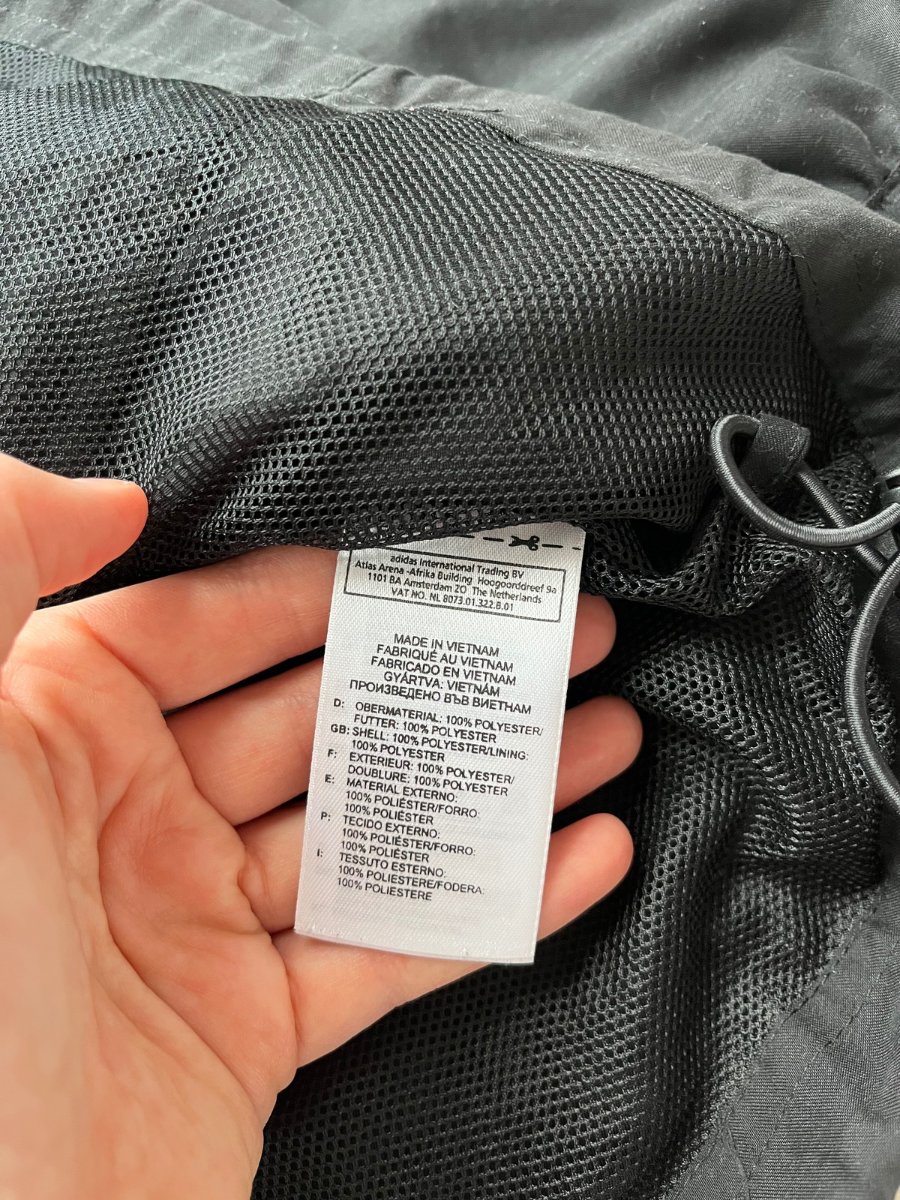 adidas International Trading BV
Atlas Arena -Afrika Building Hoogoorddreef 9a
1101 BA Amsterdam ZO The Netherlands
VAT NO. NL 8073.01.322.B.01
MADE IN VIETNAM
FABRIQUÉ AU VIETNAM
FABRICADO EN VIETNAM
GYÁRTVA: VIETNÁM
ПРОИЗВЕДЕНО ВЪВ ВИЕТНАМ
D: OBERMATERIAL: 100% POLYESTER/
FUTTER: 100% POLYESTER
GB: SHELL: 100% POLYESTER/LINING:
100% POLYESTER
F: EXTERIEUR: 100% POLYESTER/
DOUBLURE: 100% POLYESTER
E: MATERIAL EXTERNO:
100% POLIÉSTER/FORRO:
100% POLIÉSTER
P: TECIDO EXTERNO:
100% POLIÉSTER/FORRO:
100% POLIÉSTER
I: TESSUTO ESTERNO:
100% POLIESTERE/FODERA:
100% POLIESTERE